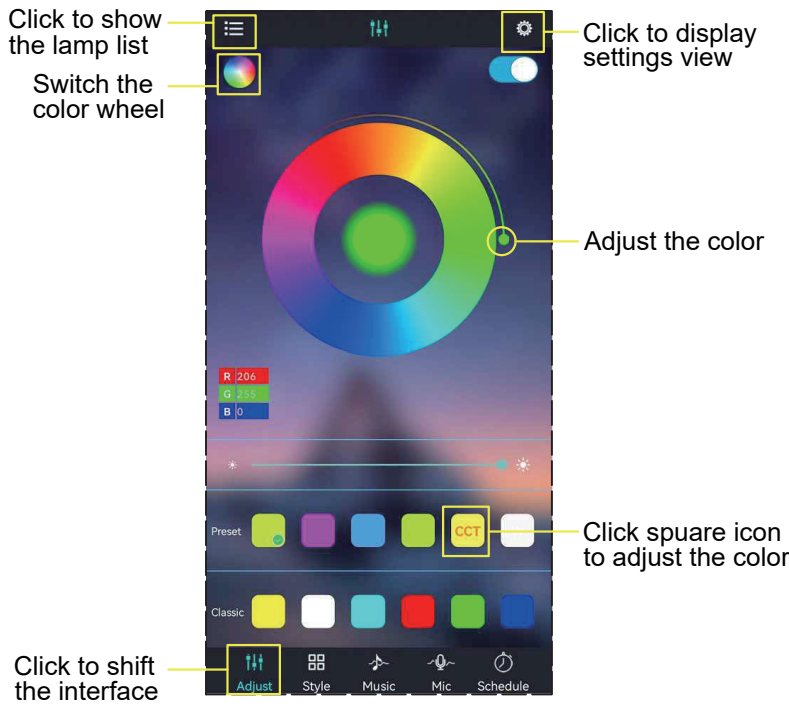 Click to show
the lamp list
Switch the
color wheel
Click to display
settings view
Adjust the color
R 206
G 255
B 0
Preset
CCT
Click spuare icon
to adjust the color
Classic
Click to shift
the interface
Adjust Style Music Mic Schedule